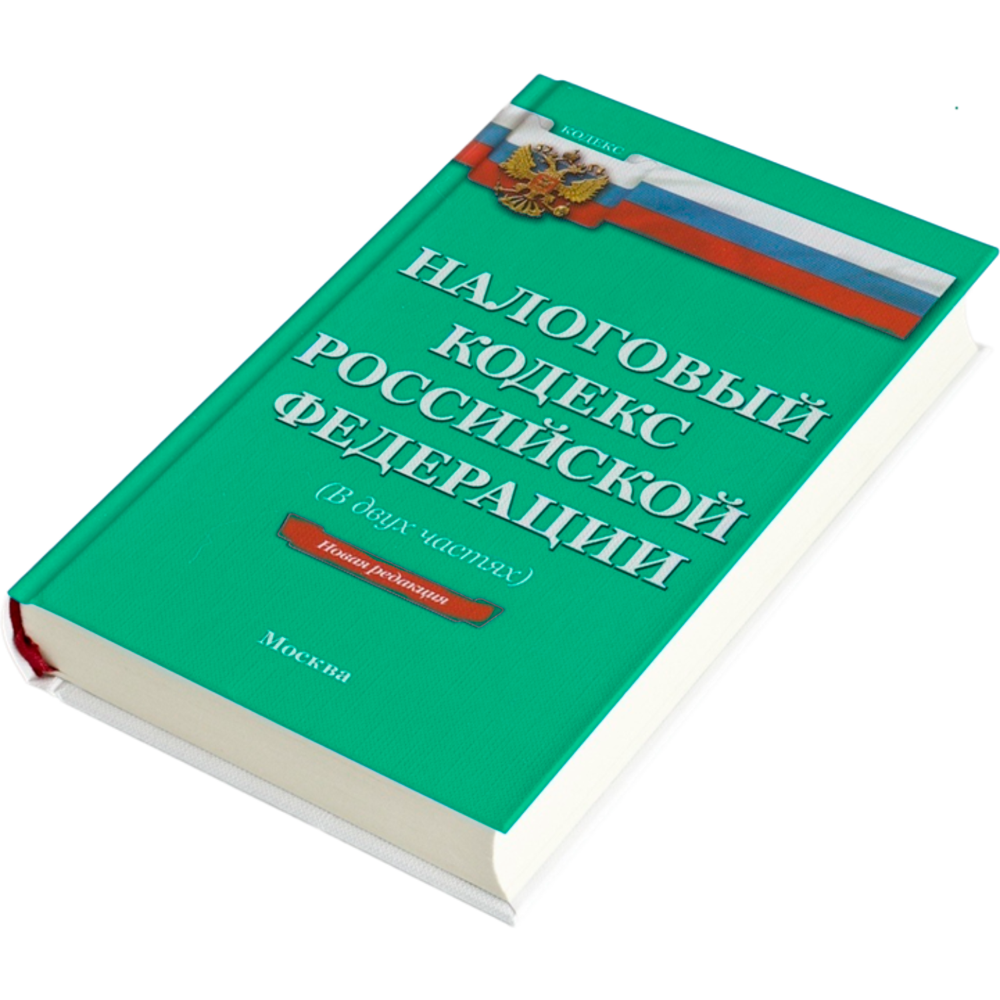 КОДЕКС
НАЛОГОВЫЙ
КОДЕКС
РОССИЙСКОЙ
ФЕДЕРАЦИИ
(В двух частях)
Новая редакция
Москва